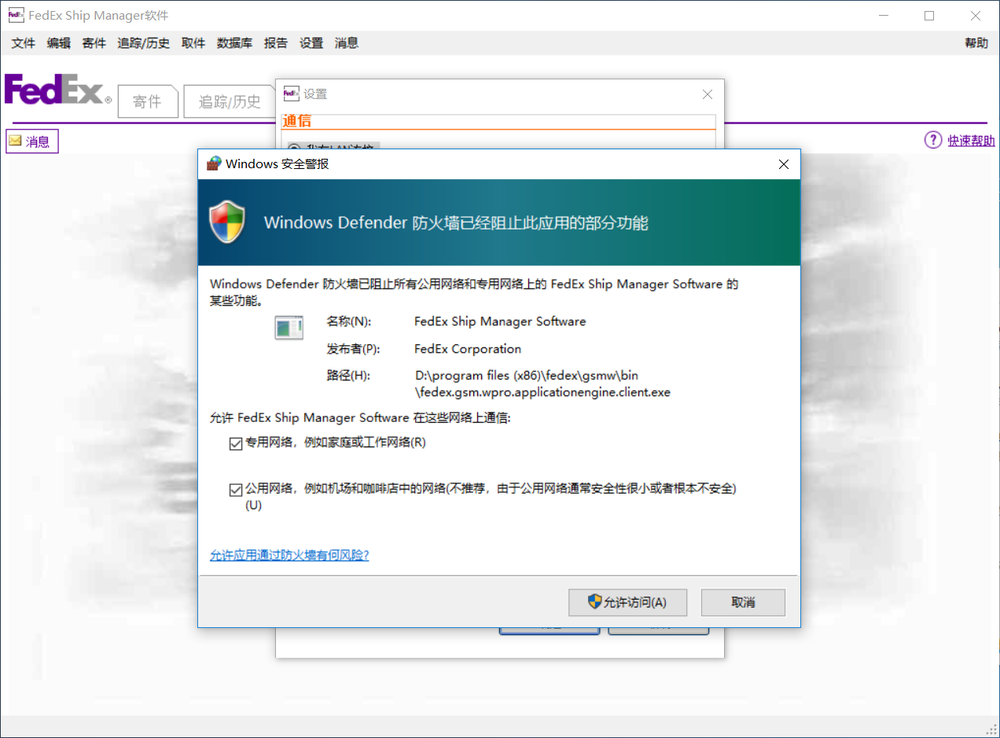 FedEx Ship Manager软件
文件 编辑 寄件 追踪/历史 取件 数据库 报告 设置 消息 帮助
FedEx®
寄件
追踪/历史
设置
通信
消息
快速帮助
Windows 安全警报
Windows Defender 防火墙已经阻止此应用的部分功能
Windows Defender 防火墙已阻止所有公用网络和专用网络上的 FedEx Ship Manager Software 的
某些功能。
名称(N): FedEx Ship Manager Software
发布者(P): FedEx Corporation
路径(H): D:\program files (x86)\fedex\gsmw\bin
\fedex.gsm.wpro.applicationengine.client.exe
允许 FedEx Ship Manager Software 在这些网络上通信:
专用网络，例如家庭或工作网络(R)
公用网络，例如机场和咖啡店中的网络(不推荐，由于公用网络通常安全性很小或者根本不安全)
(U)
允许应用通过防火墙有何风险?
允许访问(A)
取消